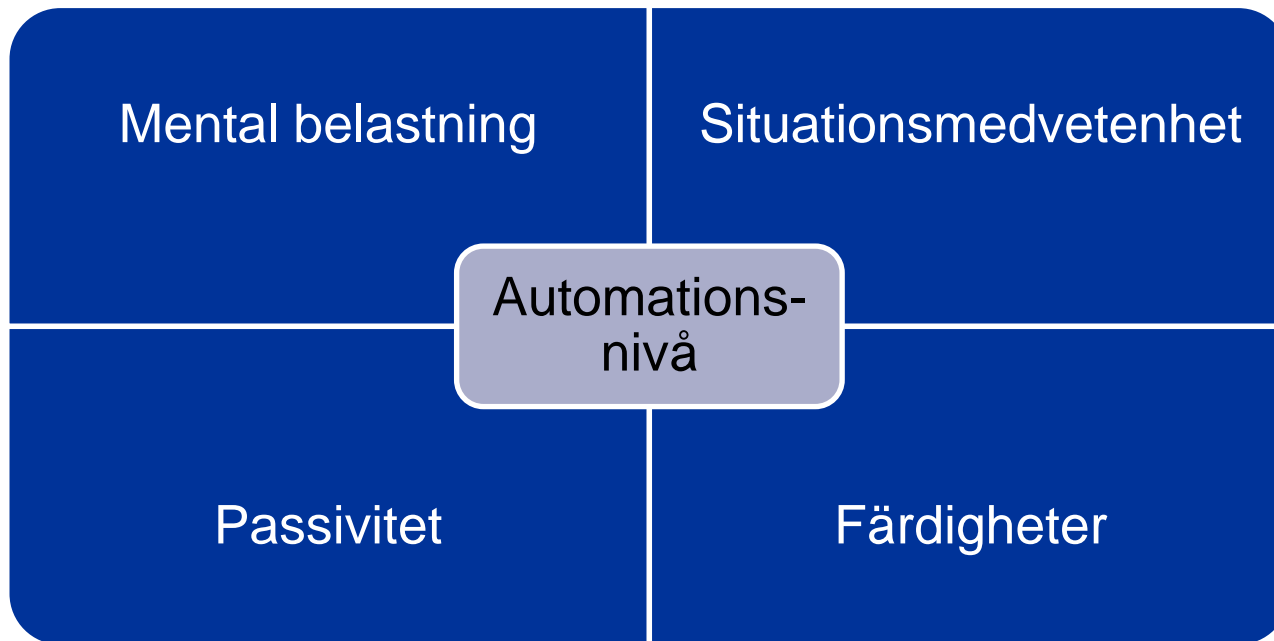 Mental belastning
Situationsmedvetenhet
Automations-
nivå
Passivitet
Färdigheter